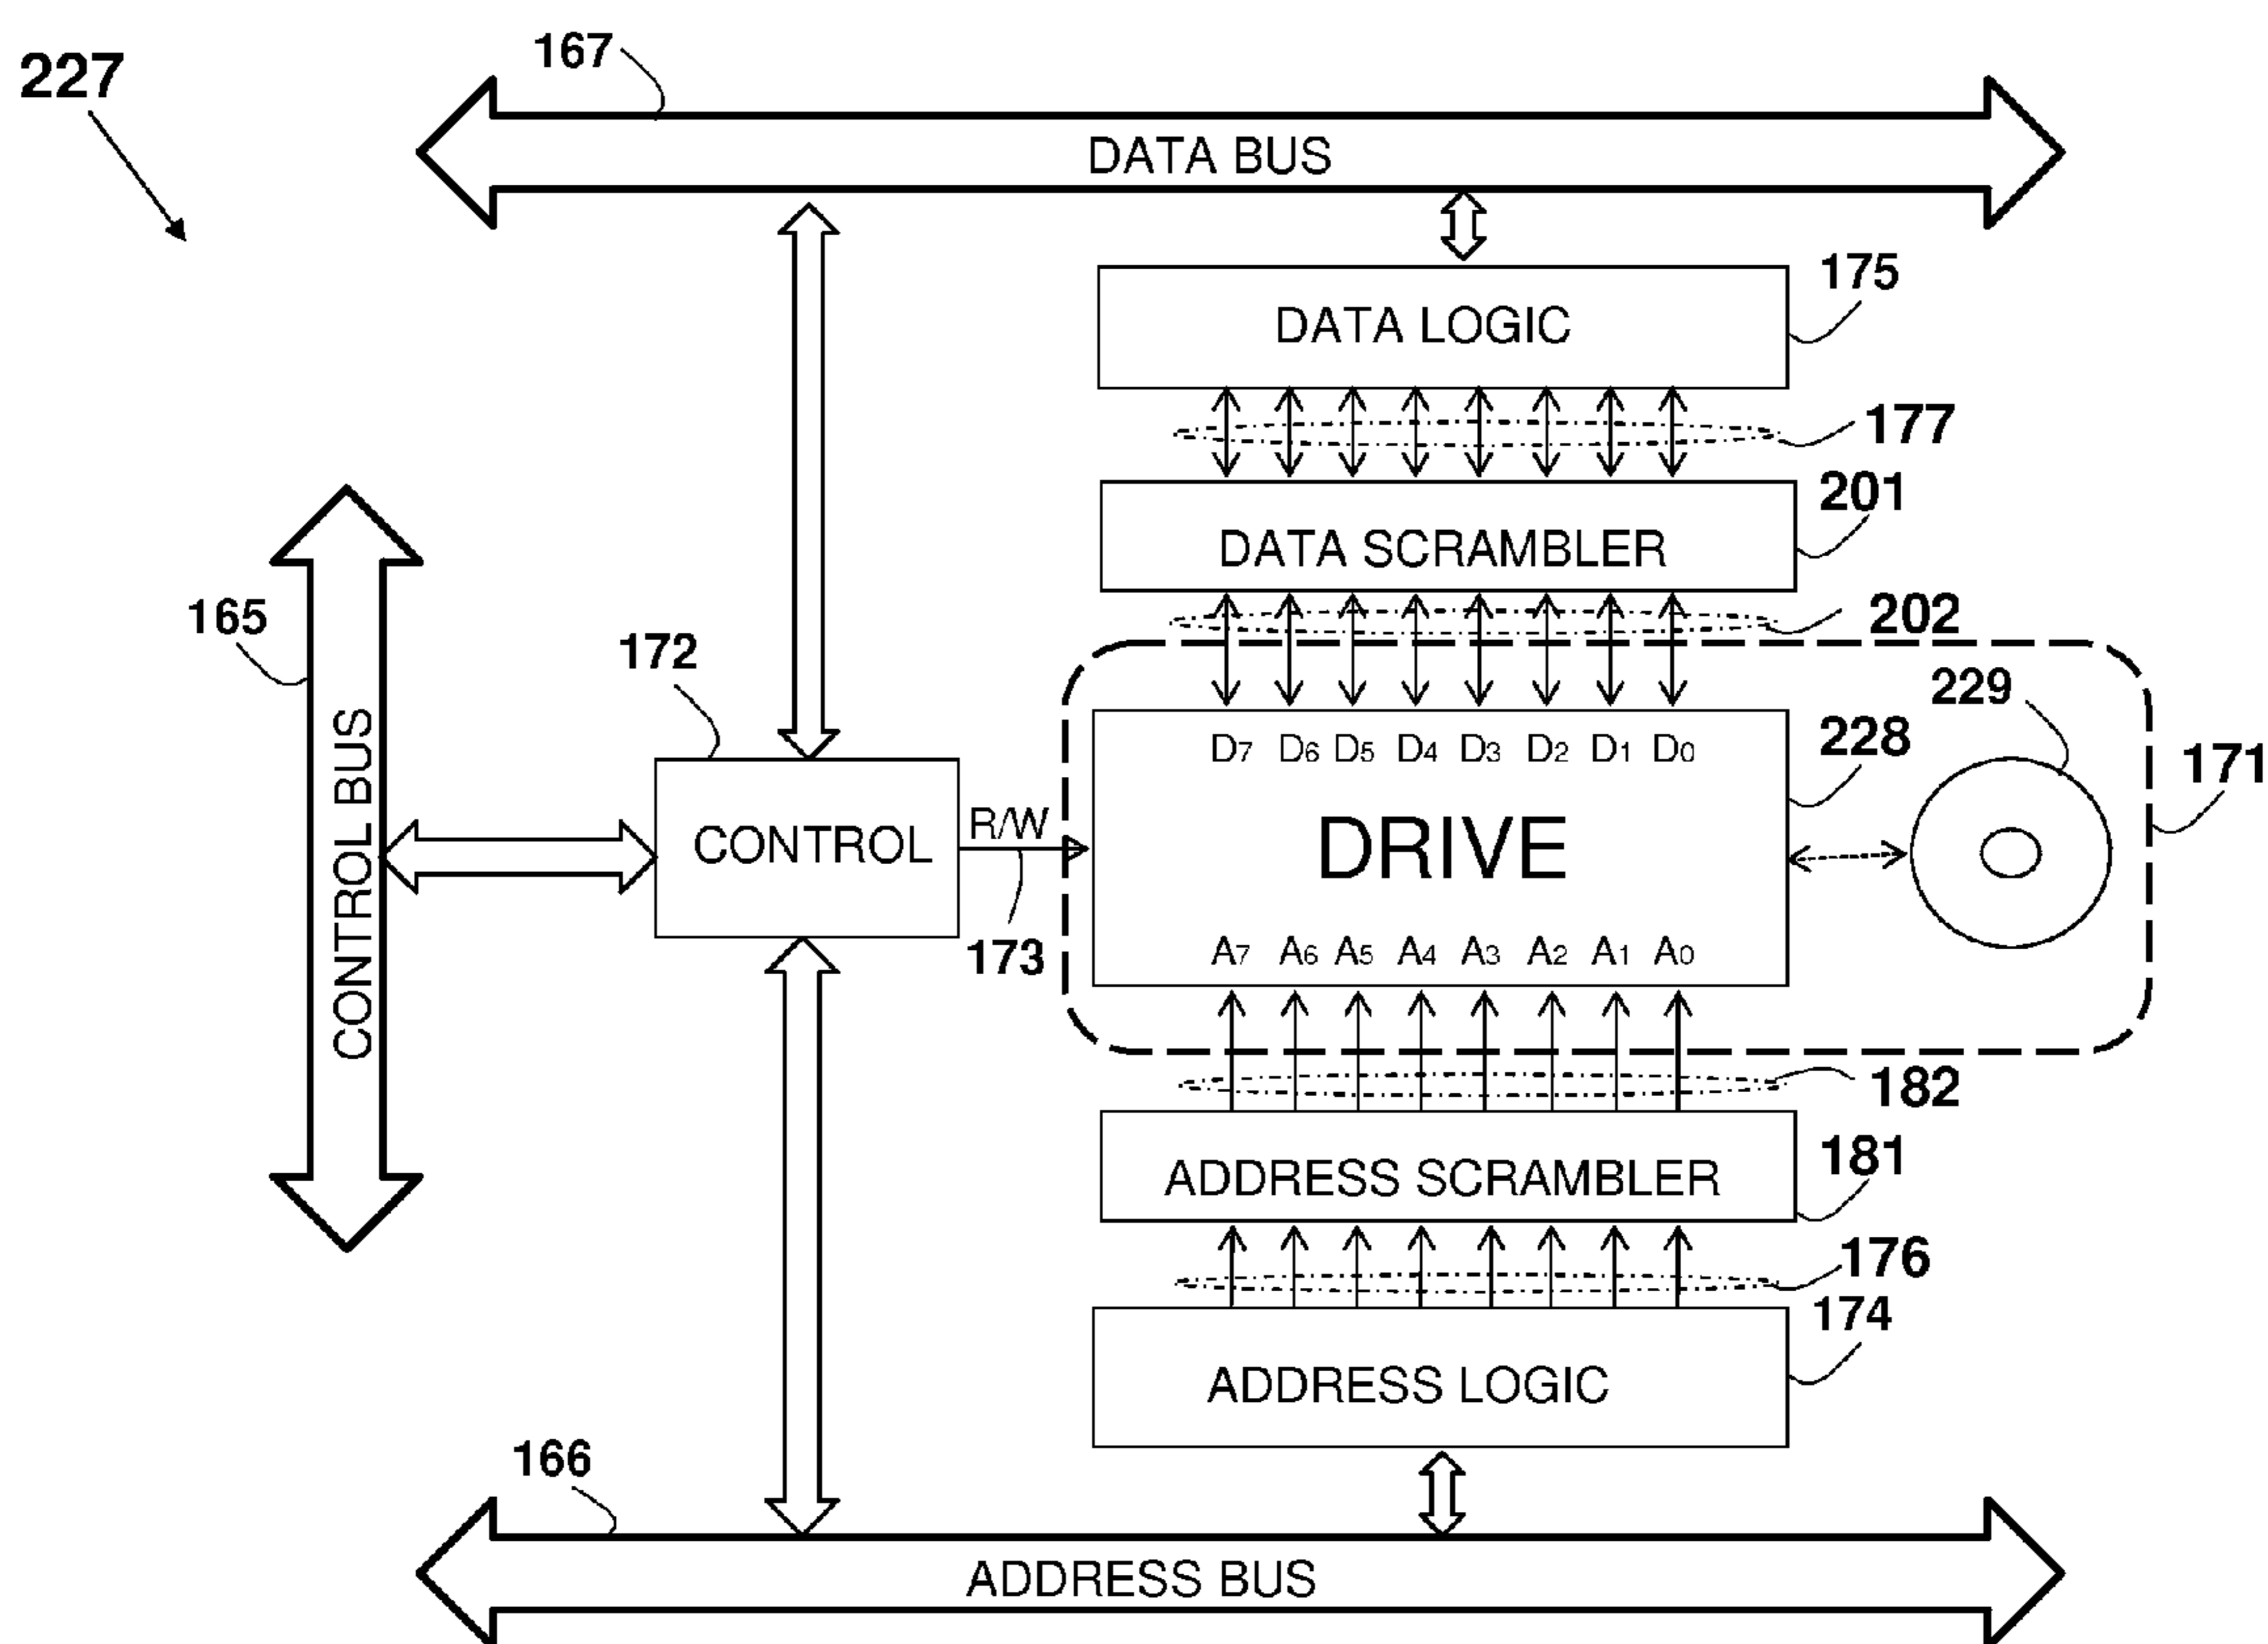 227
167
DATA BUS
175
DATA LOGIC
177
201
DATA SCRAMBLER
202
165
172
229
228
171
D7 D6 D5 D4 D3 D2 D1 D0
CONTROL BUS
CONTROL
R/W
DRIVE
173
A7 A6 A5 A4 A3 A2 A1 A0
182
181
ADDRESS SCRAMBLER
176
174
ADDRESS LOGIC
166
ADDRESS BUS